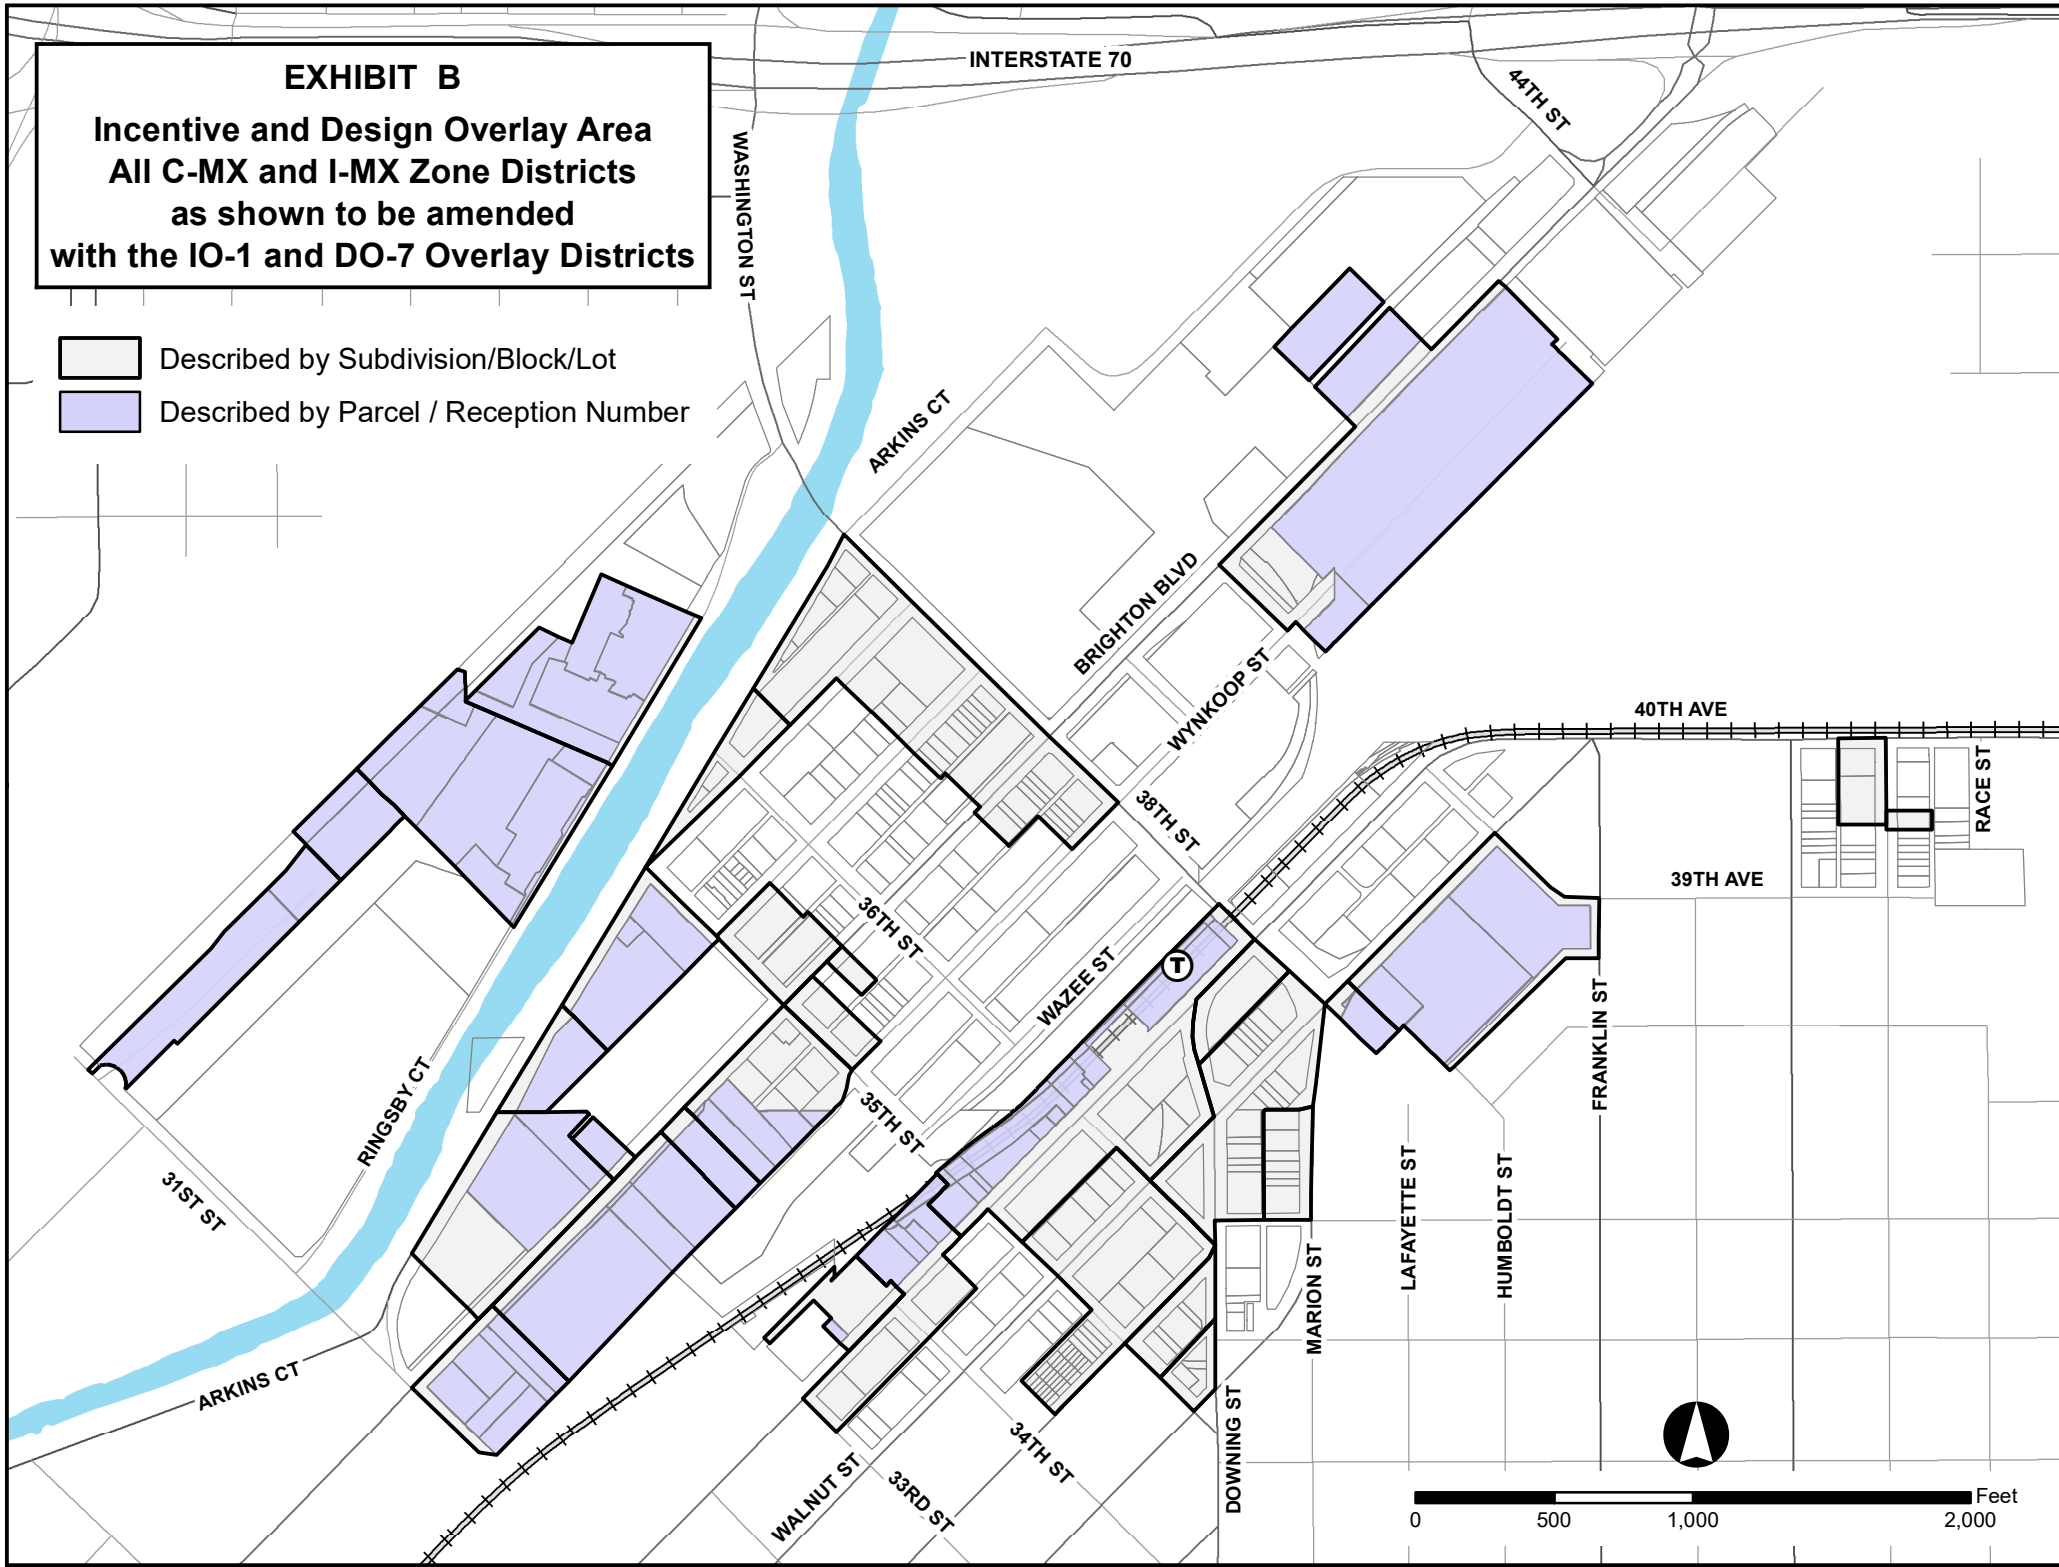 EXHIBIT B
Incentive and Design Overlay Area
All C-MX and I-MX Zone Districts
as shown to be amended
with the IO-1 and DO-7 Overlay Districts
Described by Subdivision/Block/Lot
Described by Parcel / Reception Number
INTERSTATE 70
44TH ST
WASHINGTON ST
ARKINS CT
BRIGHTON BLVD
WYNKOOP ST
40TH AVE
RACE ST
38TH ST
39TH AVE
36TH ST
WAZEE ST
T
FRANKLIN ST
35TH ST
RINGSBY CT
31ST ST
LAFAYETTE ST
HUMBOLDT ST
MARION ST
ARKINS CT
DOWNING ST
34TH ST
33RD ST
WALNUT ST
Feet
0 500 1,000 2,000